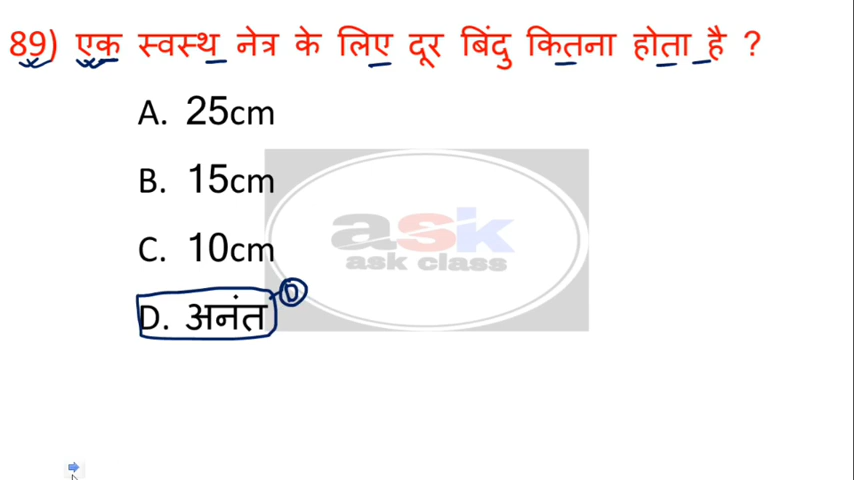 89) एक स्वस्थ नेत्र के लिए दूर बिंदु कितना होता है ?
A. 25cm
B. 15cm
C. 10cm
D. अनंत D
ask
ask class